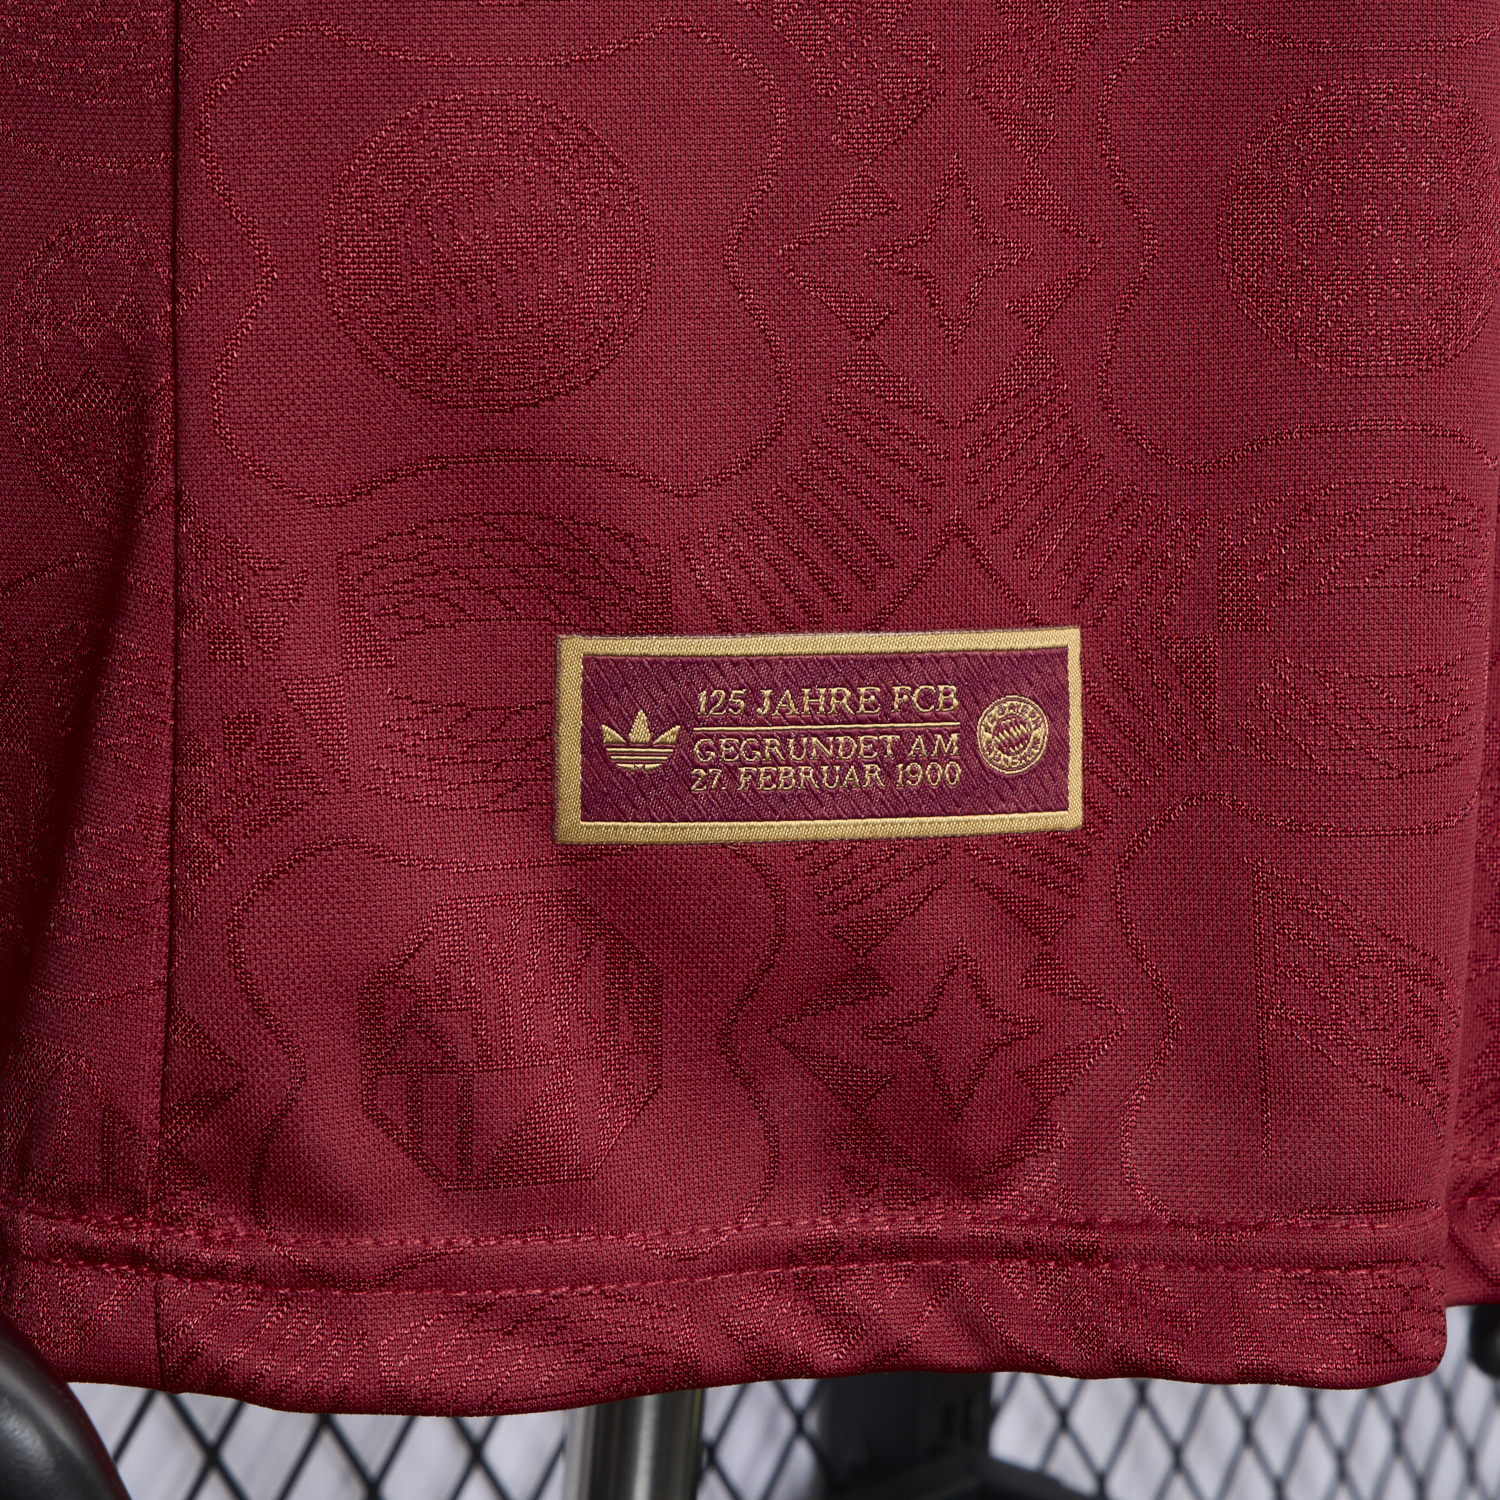 125 JAHRE FCB
GEGRÜNDET AM
27. FEBRUAR 1900